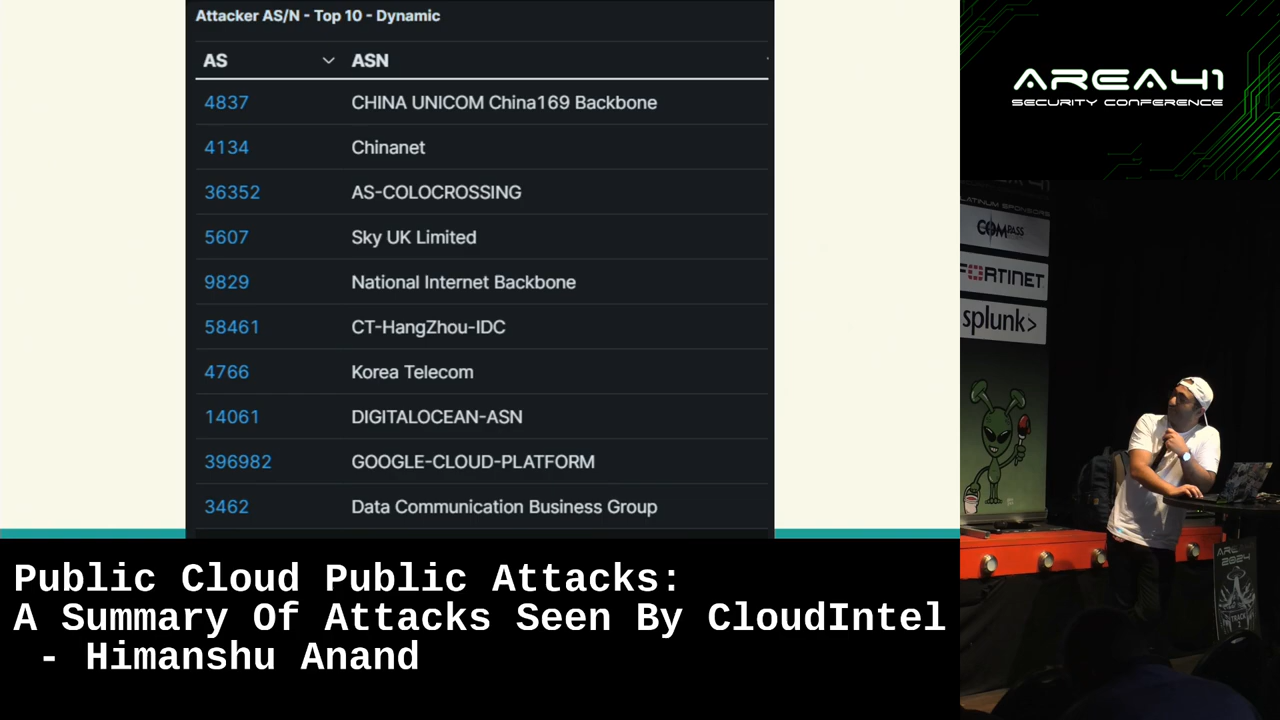 Attacker AS/N - Top 10 - Dynamic
AS ASN
4837 CHINA UNICOM China169 Backbone
4134 Chinanet
36352 AS-COLOCROSSING
5607 Sky UK Limited
9829 National Internet Backbone
58461 CT-HangZhou-IDC
4766 Korea Telecom
14061 DIGITALOCEAN-ASN
396982 GOOGLE-CLOUD-PLATFORM
3462 Data Communication Business Group
Public Cloud Public Attacks:
A Summary Of Attacks Seen By CloudIntel
- Himanshu Anand
AREA41
SECURITY CONFERENCE
PLATINUM SPONSORS
COMPASS
FORTINET
splunk>